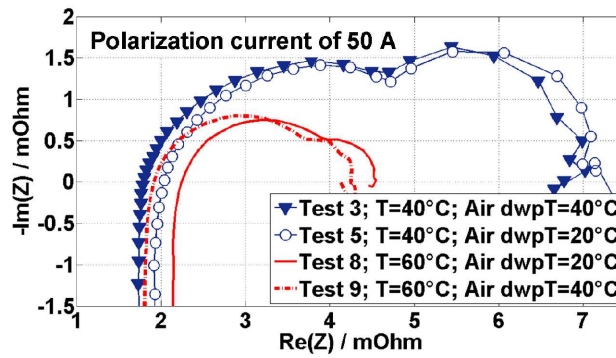 Polarization current of 50 A
-Im(Z) / mOhm
1.5
1
0.5
0
-0.5
-1
-1.5
Test 3; T=40°C; Air dwpT=40°C
Test 5; T=40°C; Air dwpT=20°C
Test 8; T=60°C; Air dwpT=20°C
Test 9; T=60°C; Air dwpT=40°C
1 2 3 4 5 6 7
Re(Z) / mOhm